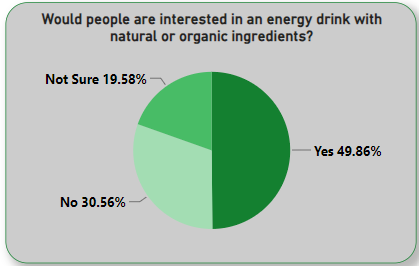 Would people are interested in an energy drink with
natural or organic ingredients?
Not Sure 19.58%
Yes 49.86%
No 30.56%